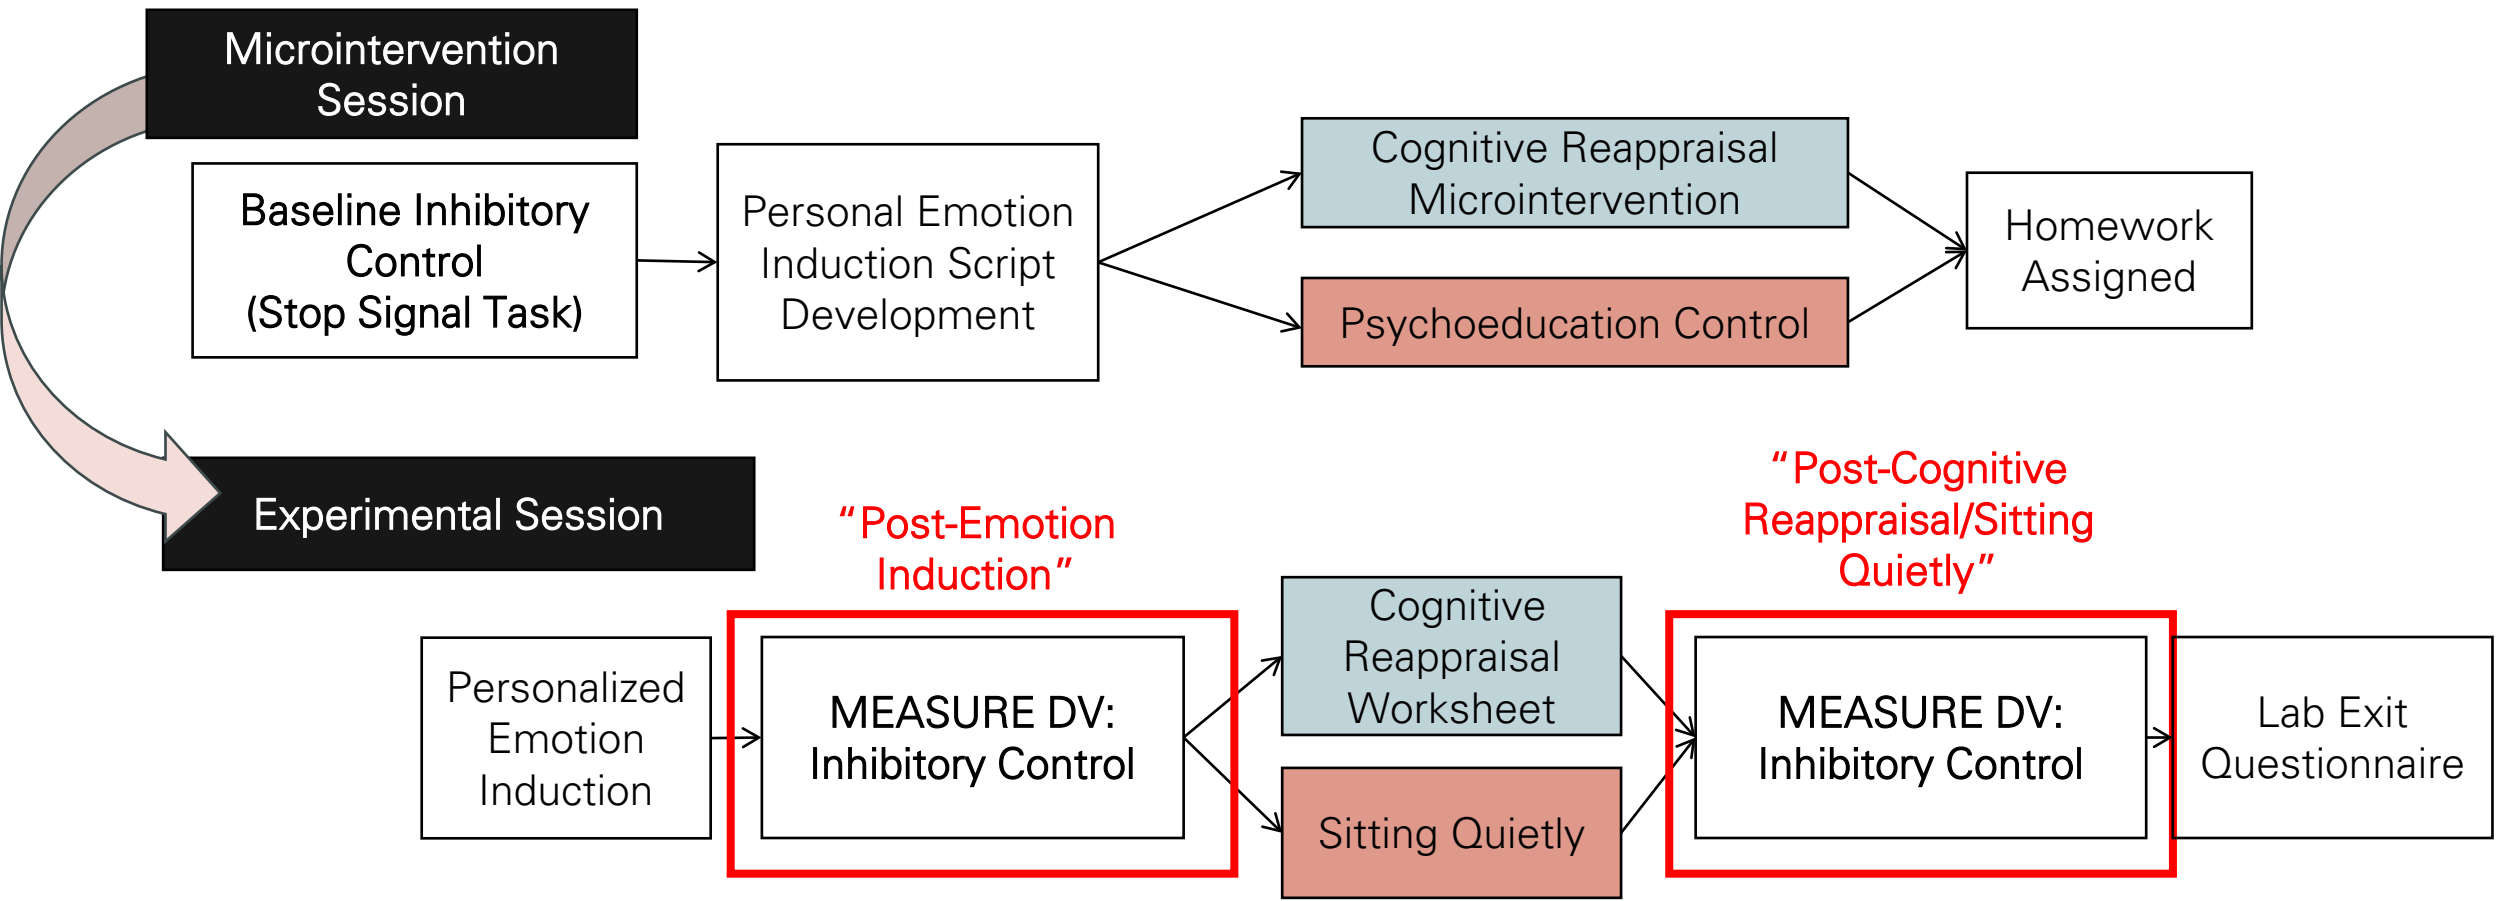 Microintervention
Session
Baseline Inhibitory
Control
(Stop Signal Task)
Personal Emotion
Induction Script
Development
Cognitive Reappraisal
Microintervention
Psychoeducation Control
Homework
Assigned
Experimental Session
Personalized
Emotion
Induction
“Post-Emotion
Induction”
MEASURE DV:
Inhibitory Control
Cognitive
Reappraisal
Worksheet
Sitting Quietly
“Post-Cognitive
Reappraisal/Sitting
Quietly”
MEASURE DV:
Inhibitory Control
Lab Exit
Questionnaire